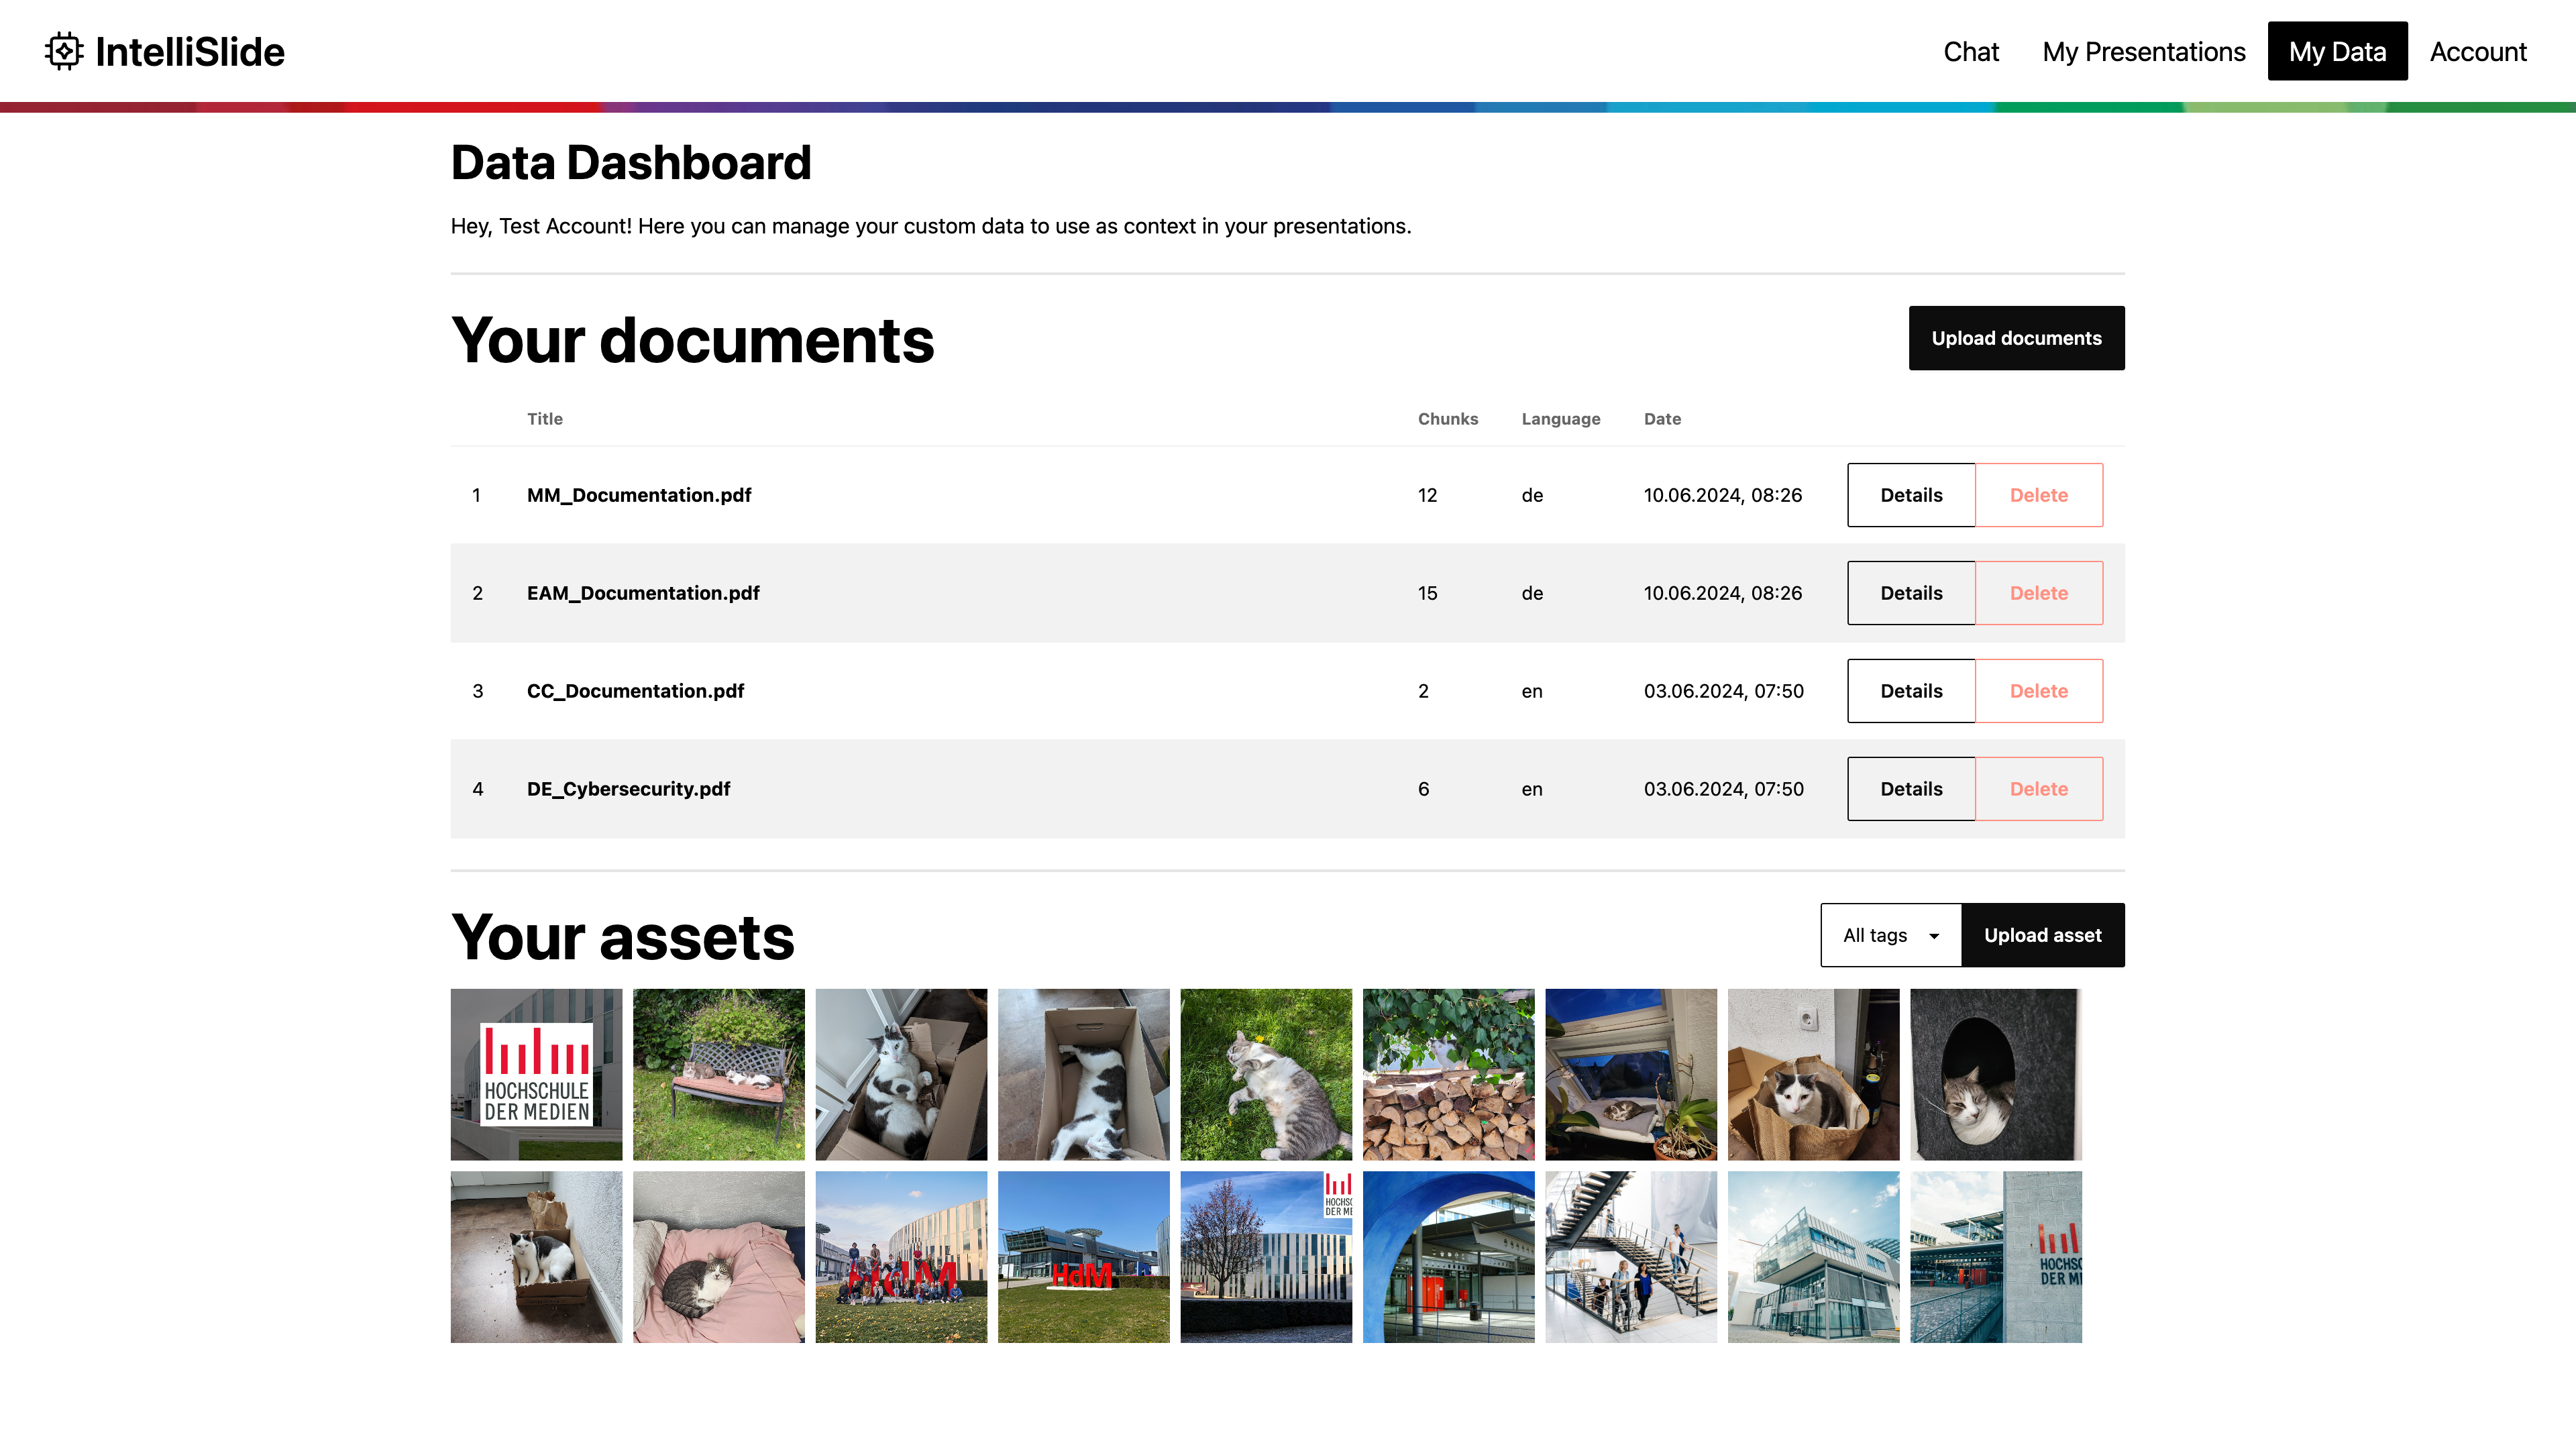 IntelliSlide
Chat
My Presentations
My Data
Account
Data Dashboard
Hey, Test Account! Here you can manage your custom data to use as context in your presentations.
Your documents
Upload documents
Title Chunks Language Date
1 MM_Documentation.pdf 12 de 10.06.2024, 08:26 Details Delete
2 EAM_Documentation.pdf 15 de 10.06.2024, 08:26 Details Delete
3 CC_Documentation.pdf 2 en 03.06.2024, 07:50 Details Delete
4 DE_Cybersecurity.pdf 6 en 03.06.2024, 07:50 Details Delete
Your assets
All tags
Upload asset
HOCHSCHULE
DER MEDIEN
HdM
HdM
HOCHSC
DER ME
HOCHS
DER ME